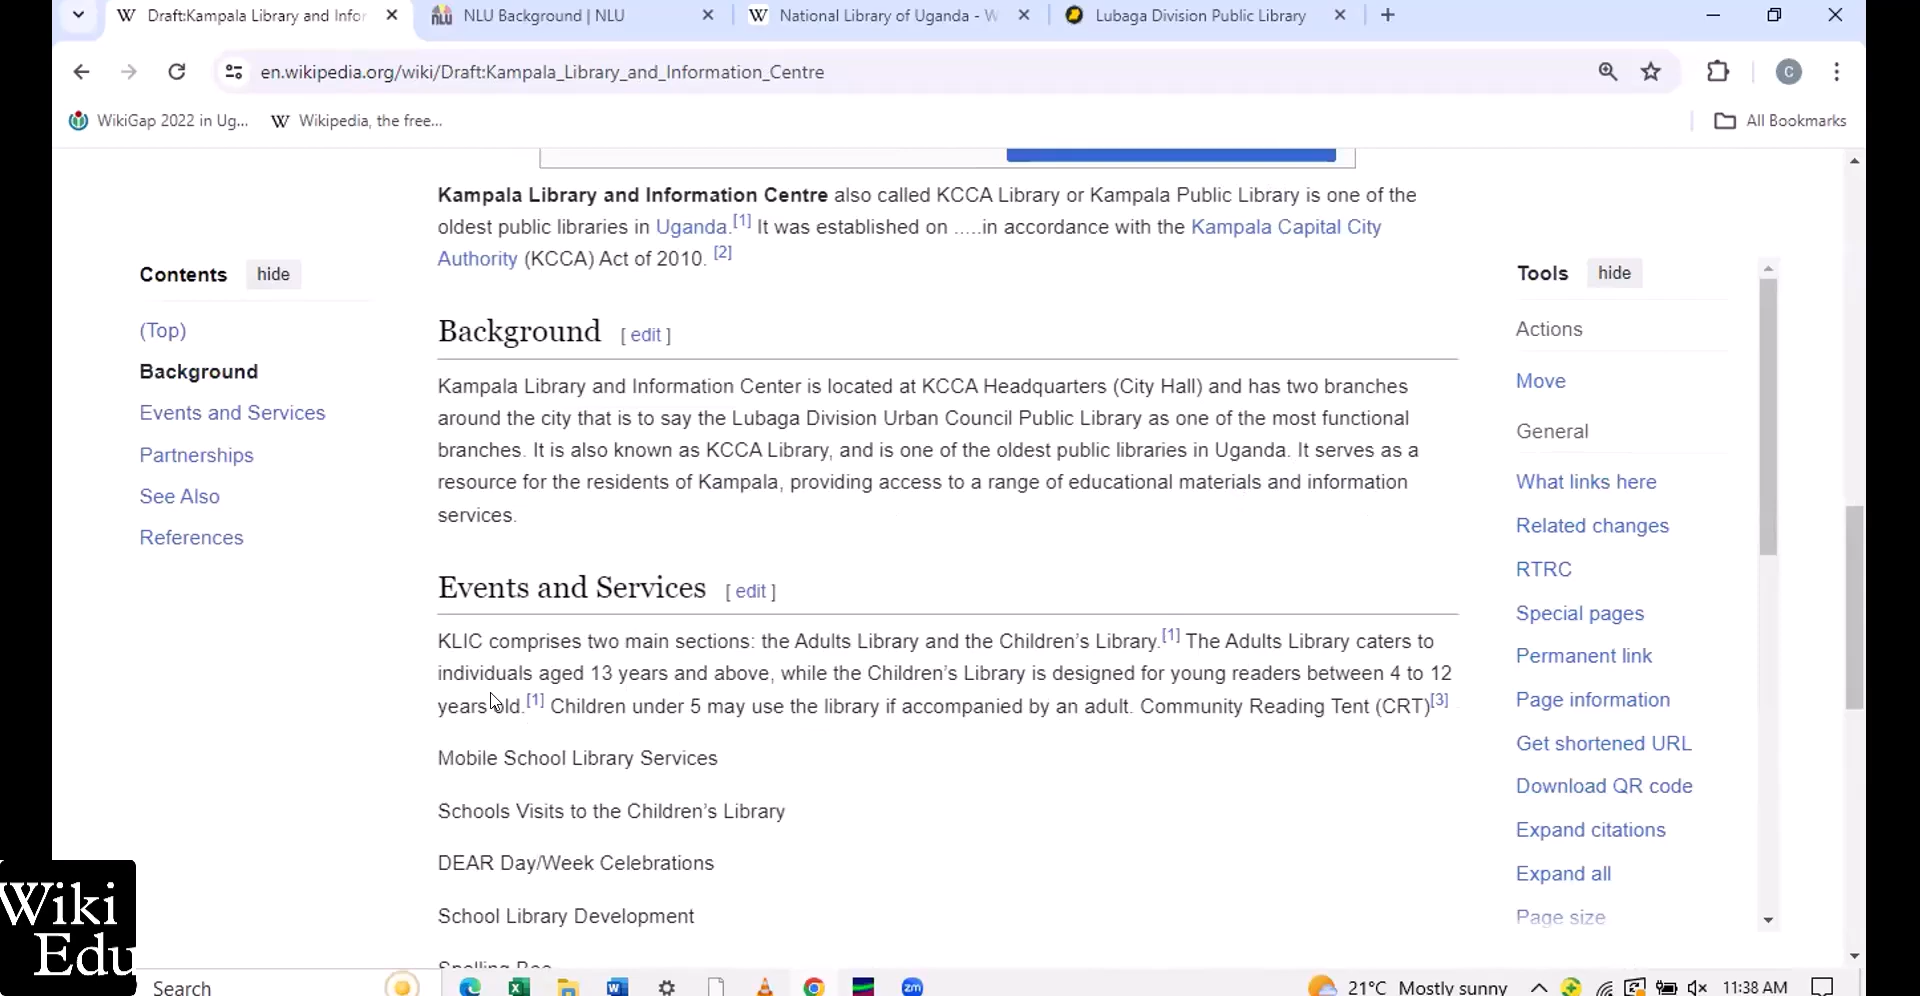 Draft:Kampala Library and Infor
NLU Background | NLU
National Library of Uganda - W
Lubaga Division Public Library
en.wikipedia.org/wiki/Draft:Kampala_Library_and_Information_Centre
C
WikiGap 2022 in Ug...
W Wikipedia, the free...
All Bookmarks
Kampala Library and Information Centre also called KCCA Library or Kampala Public Library is one of the
oldest public libraries in Uganda.[1] It was established on .....in accordance with the Kampala Capital City
Authority (KCCA) Act of 2010. [2]
Contents hide
(Top)
Background
Events and Services
Partnerships
See Also
References
Background [ edit ]
Kampala Library and Information Center is located at KCCA Headquarters (City Hall) and has two branches
around the city that is to say the Lubaga Division Urban Council Public Library as one of the most functional
branches. It is also known as KCCA Library, and is one of the oldest public libraries in Uganda. It serves as a
resource for the residents of Kampala, providing access to a range of educational materials and information
services.
Events and Services [ edit ]
KLIC comprises two main sections: the Adults Library and the Children’s Library.[1] The Adults Library caters to
individuals aged 13 years and above, while the Children’s Library is designed for young readers between 4 to 12
years old.[1] Children under 5 may use the library if accompanied by an adult. Community Reading Tent (CRT)[3]
Mobile School Library Services
Schools Visits to the Children’s Library
DEAR Day/Week Celebrations
School Library Development
Spelling Bee
Tools hide
Actions
Move
General
What links here
Related changes
RTRC
Special pages
Permanent link
Page information
Get shortened URL
Download QR code
Expand citations
Expand all
Page size
Wiki
Edu
Search
zm
21°C Mostly sunny
11:38 AM